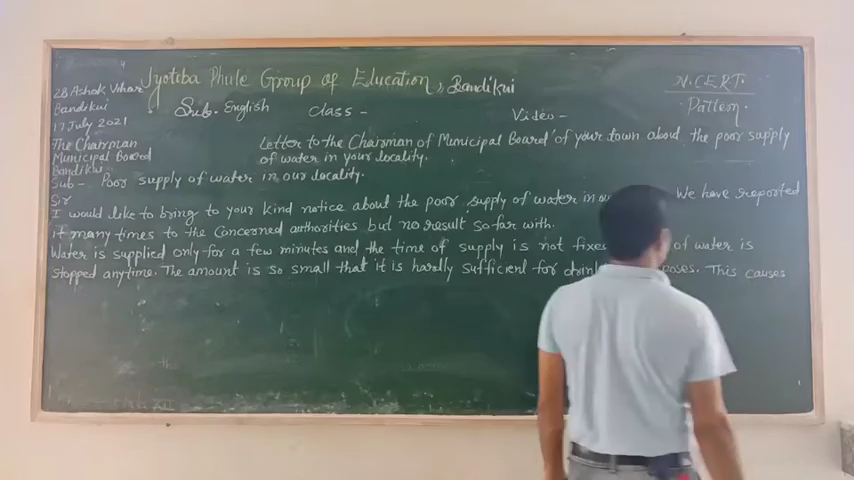 Jyotiba Phule Group of Education, Bandikui
N.C.E.R.T.
Pattern
Sub. English Class - Video -
28 Ashok Vihar
Bandikui
17 July 2021
The Chairman
Municipal Board
Bandikui
Letter to the Chairman of Municipal Board of your town about the poor supply
of water in your locality.
Sub - Poor supply of water in our locality.
Sir
I would like to bring to your kind notice about the poor supply of water in We have reported
it many times to the Concerned authorities but no result so far with.
Water is supplied only for a few minutes and the time of supply is not of water is
stopped anytime. The amount is so small that it is hardly sufficient for This causes